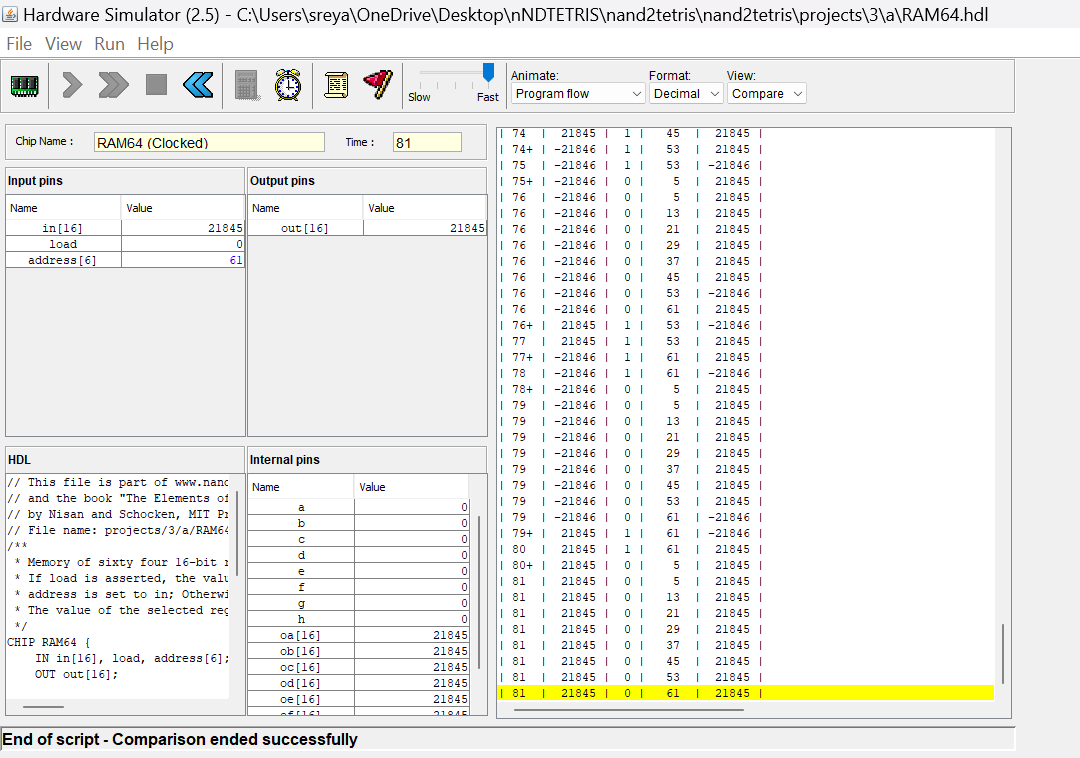 Hardware Simulator (2.5) - C:\Users\sreya\OneDrive\Desktop\nNDTETRIS\nand2tetris\nand2tetris\projects\3\a\RAM64.hdl
File View Run Help
Slow Fast
Animate: Format: View:
Program flow Decimal Compare
Chip Name : RAM64 (Clocked) Time : 81
Input pins
Name Value
in[16] 21845
load 0
address[6] 61
Output pins
Name Value
out[16] 21845
HDL
// This file is part of www.nand
// and the book "The Elements of
// by Nisan and Schocken, MIT Pr
// File name: projects/3/a/RAM64
/**
* Memory of sixty four 16-bit r
* If load is asserted, the valu
* address is set to in; Otherwi
* The value of the selected reg
*/
CHIP RAM64 {
IN in[16], load, address[6];
OUT out[16];
Internal pins
Name Value
a 0
b 0
c 0
d 0
e 0
f 0
g 0
h 0
oa[16] 21845
ob[16] 21845
oc[16] 21845
od[16] 21845
oe[16] 21845
of[16] 21845
| 74 | 21845 | 1 | 45 | 21845 |
| 74+ | -21846 | 1 | 53 | 21845 |
| 75 | -21846 | 1 | 53 | -21846 |
| 75+ | -21846 | 0 | 5 | 21845 |
| 76 | -21846 | 0 | 5 | 21845 |
| 76 | -21846 | 0 | 13 | 21845 |
| 76 | -21846 | 0 | 21 | 21845 |
| 76 | -21846 | 0 | 29 | 21845 |
| 76 | -21846 | 0 | 37 | 21845 |
| 76 | -21846 | 0 | 45 | 21845 |
| 76 | -21846 | 0 | 53 | -21846 |
| 76 | -21846 | 0 | 61 | 21845 |
| 76+ | 21845 | 1 | 53 | -21846 |
| 77 | 21845 | 1 | 53 | 21845 |
| 77+ | -21846 | 1 | 61 | 21845 |
| 78 | -21846 | 1 | 61 | -21846 |
| 78+ | -21846 | 0 | 5 | 21845 |
| 79 | -21846 | 0 | 5 | 21845 |
| 79 | -21846 | 0 | 13 | 21845 |
| 79 | -21846 | 0 | 21 | 21845 |
| 79 | -21846 | 0 | 29 | 21845 |
| 79 | -21846 | 0 | 37 | 21845 |
| 79 | -21846 | 0 | 45 | 21845 |
| 79 | -21846 | 0 | 53 | 21845 |
| 79 | -21846 | 0 | 61 | -21846 |
| 79+ | 21845 | 1 | 61 | -21846 |
| 80 | 21845 | 1 | 61 | 21845 |
| 80+ | 21845 | 0 | 5 | 21845 |
| 81 | 21845 | 0 | 5 | 21845 |
| 81 | 21845 | 0 | 13 | 21845 |
| 81 | 21845 | 0 | 21 | 21845 |
| 81 | 21845 | 0 | 29 | 21845 |
| 81 | 21845 | 0 | 37 | 21845 |
| 81 | 21845 | 0 | 45 | 21845 |
| 81 | 21845 | 0 | 53 | 21845 |
| 81 | 21845 | 0 | 61 | 21845 |
End of script - Comparison ended successfully